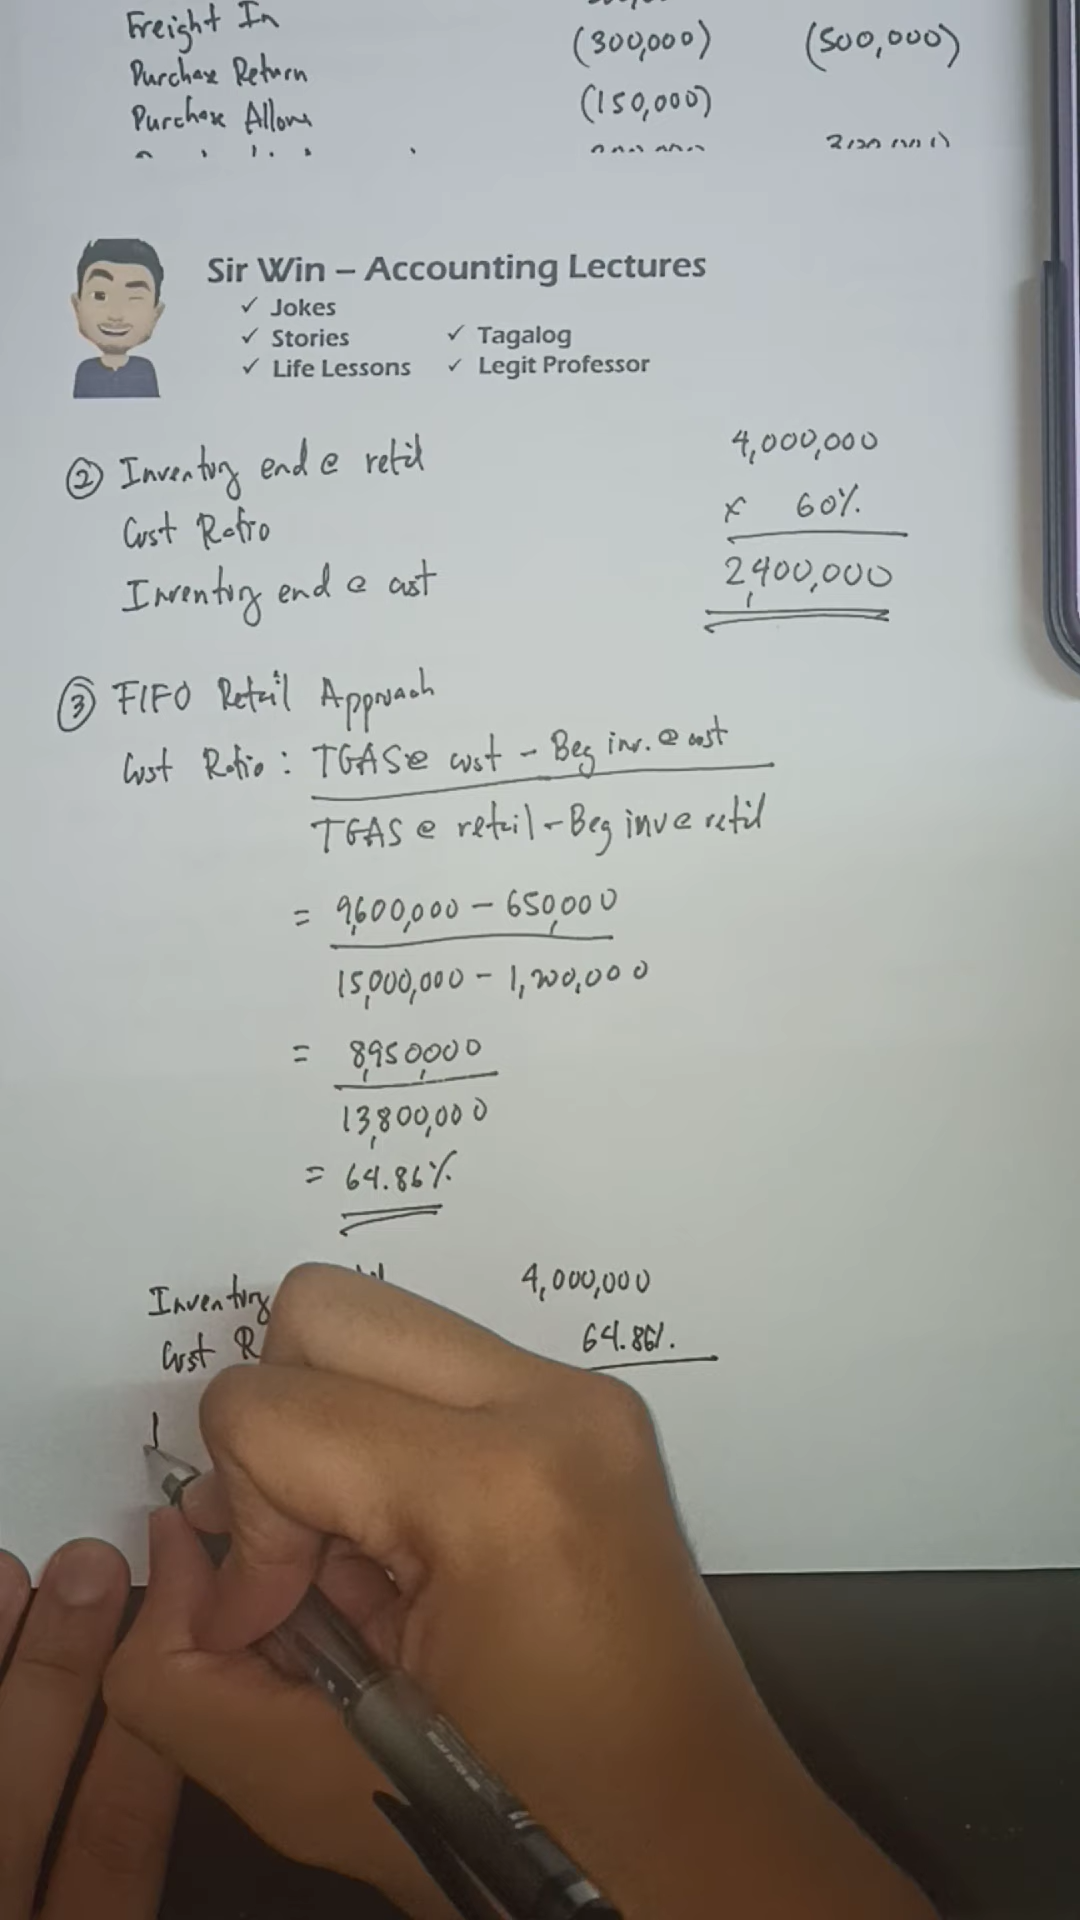 Freight In
(300,000) (500,000)
Purchase Return
(150,000)
Purchase Allow
Sir Win – Accounting Lectures
✓ Jokes
✓ Stories ✓ Tagalog
✓ Life Lessons ✓ Legit Professor
② Inventory end @ retail 4,000,000
Cost Ratio x 60%
Inventory end @ cost 2,400,000
③ FIFO Retail Approach
Cost Ratio: TGAS @ cost - Beg inv. @ cost
TGAS @ retail - Beg inv @ retail
= 9,600,000 - 650,000
15,000,000 - 1,200,000
= 8,950,000
13,800,000
= 64.86%
Inventory 4,000,000
Cost R 64.86%